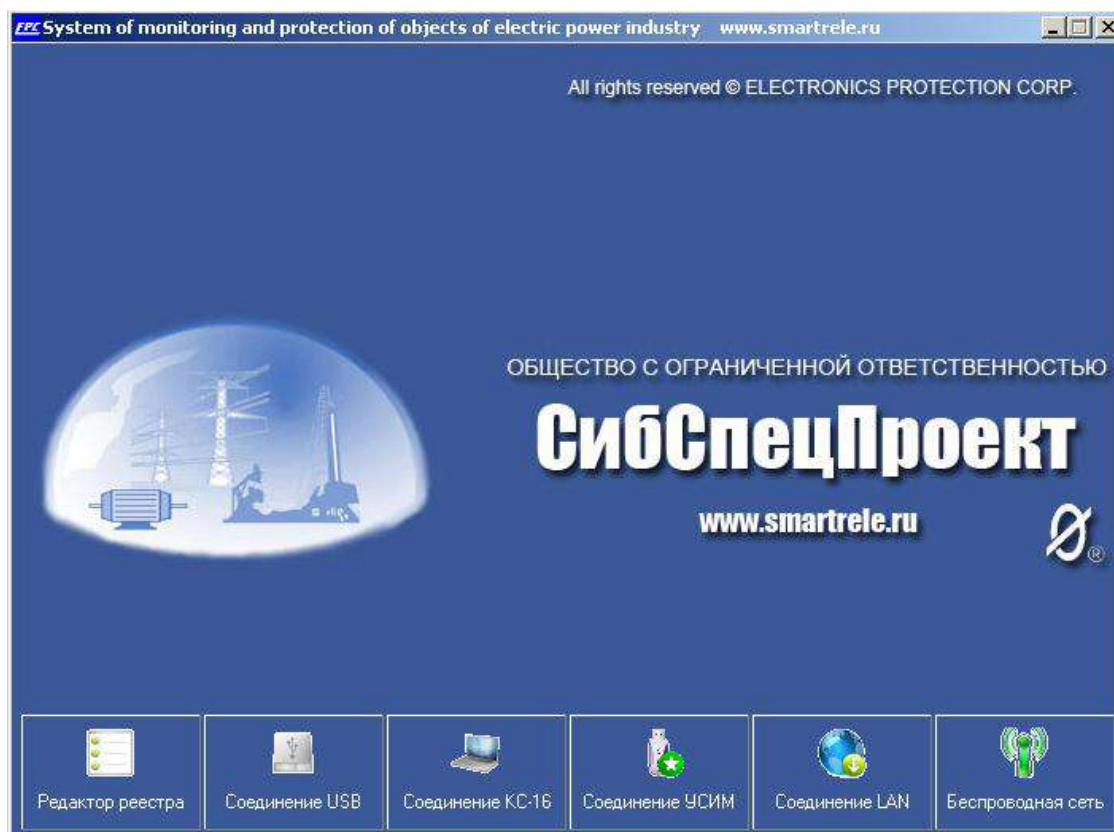 EPC System of monitoring and protection of objects of electric power industry www.smartrele.ru
All rights reserved © ELECTRONICS PROTECTION CORP.
ОБЩЕСТВО С ОГРАНИЧЕННОЙ ОТВЕТСТВЕННОСТЬЮ
СибСпецПроект
www.smartrele.ru
®
Редактор реестра
Соединение USB
Соединение КС-16
Соединение УСИМ
Соединение LAN
Беспроводная сеть